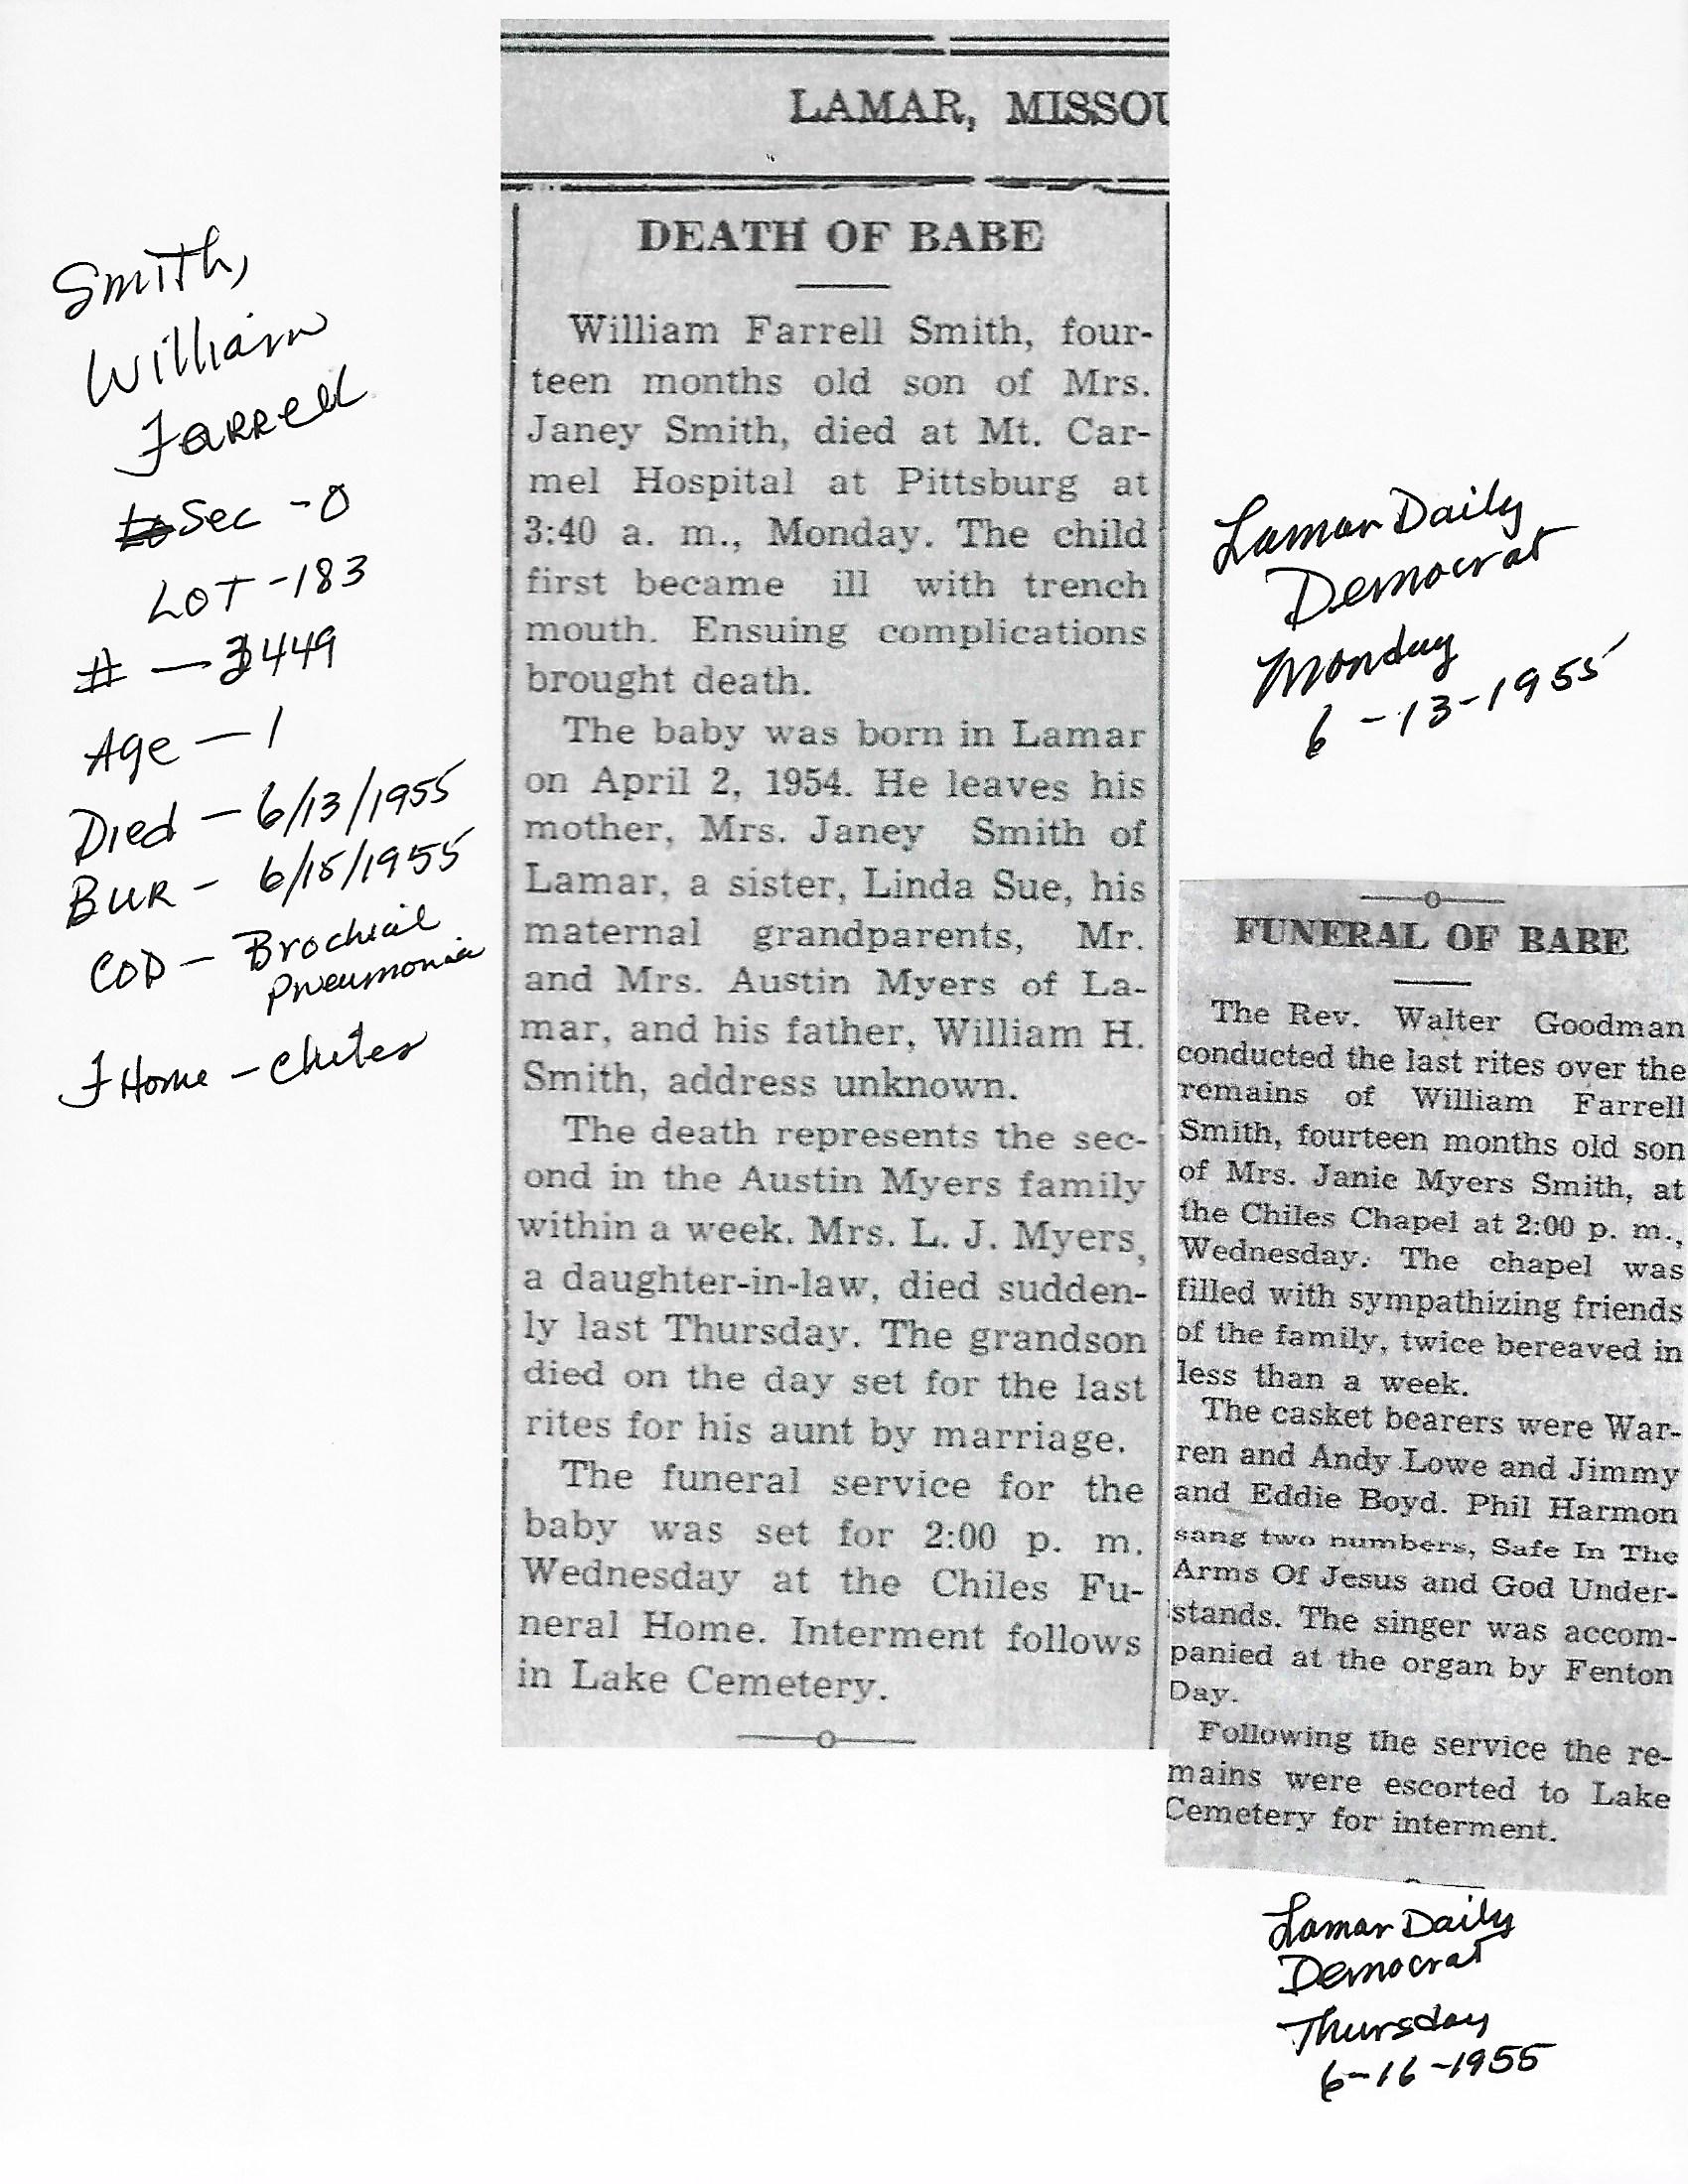 Smith,
William
Farrell
Sec - O
LOT - 183
# — 3449
Age — 1
Died — 6/13/1955
BUR - 6/15/1955
COD - Brochial
Pneumonia
F Home - Chiles
LAMAR, MISSOU
DEATH OF BABE
William Farrell Smith, four-
teen months old son of Mrs.
Janey Smith, died at Mt. Car-
mel Hospital at Pittsburg at
3:40 a. m., Monday. The child
first became ill with trench
mouth. Ensuing complications
brought death.
The baby was born in Lamar
on April 2, 1954. He leaves his
mother, Mrs. Janey Smith of
Lamar, a sister, Linda Sue, his
maternal grandparents, Mr.
and Mrs. Austin Myers of La-
mar, and his father, William H.
Smith, address unknown.
The death represents the sec-
ond in the Austin Myers family
within a week. Mrs. L. J. Myers,
a daughter-in-law, died sudden-
ly last Thursday. The grandson
died on the day set for the last
rites for his aunt by marriage.
The funeral service for the
baby was set for 2:00 p. m.
Wednesday at the Chiles Fu-
neral Home. Interment follows
in Lake Cemetery.
Lamar Daily
Democrat
Monday
6-13-1955
FUNERAL OF BABE
The Rev. Walter Goodman
conducted the last rites over the
remains of William Farrell
Smith, fourteen months old son
of Mrs. Janie Myers Smith, at
the Chiles Chapel at 2:00 p. m.,
Wednesday. The chapel was
filled with sympathizing friends
of the family, twice bereaved in
less than a week.
The casket bearers were War-
ren and Andy Lowe and Jimmy
and Eddie Boyd. Phil Harmon
sang two numbers, Safe In The
Arms Of Jesus and God Under-
stands. The singer was accom-
panied at the organ by Fenton
Day.
Following the service the re-
mains were escorted to Lake
Cemetery for interment.
Lamar Daily
Democrat
Thursday
6-16-1955